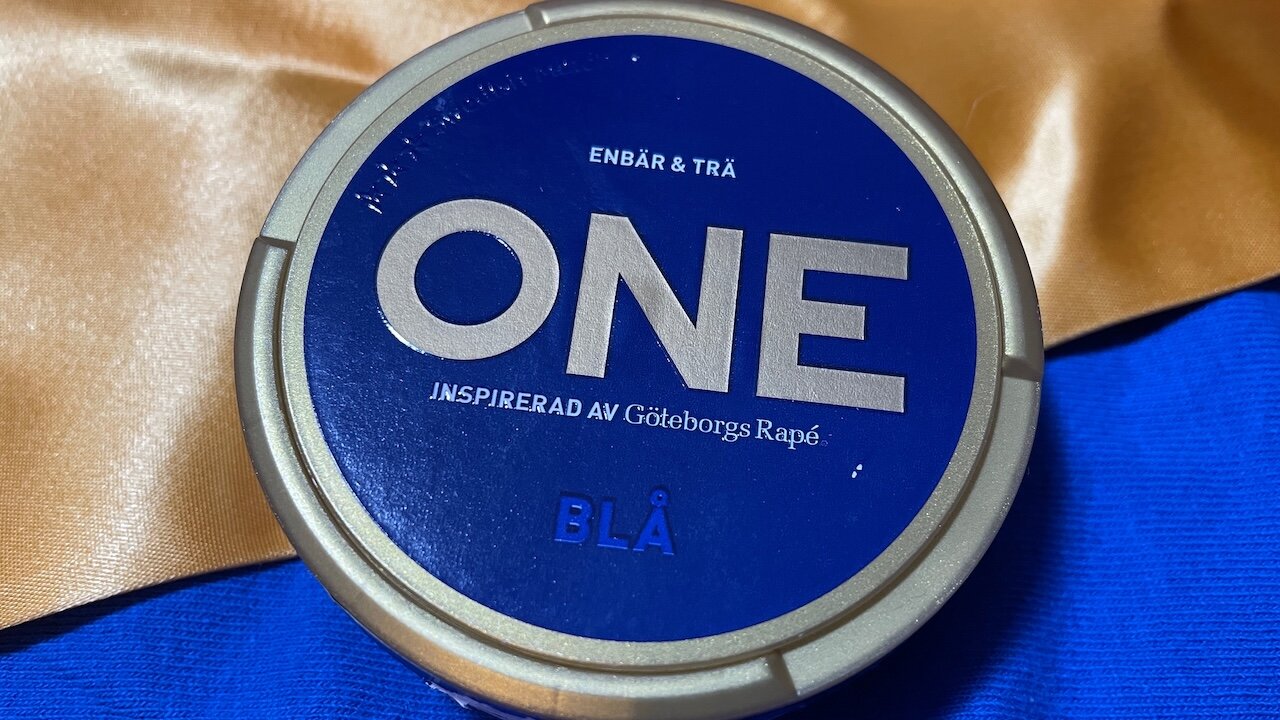 ENBÄR & TRÄ
ONE
INSPIRERAD AV Göteborgs Rapé
BLÅ